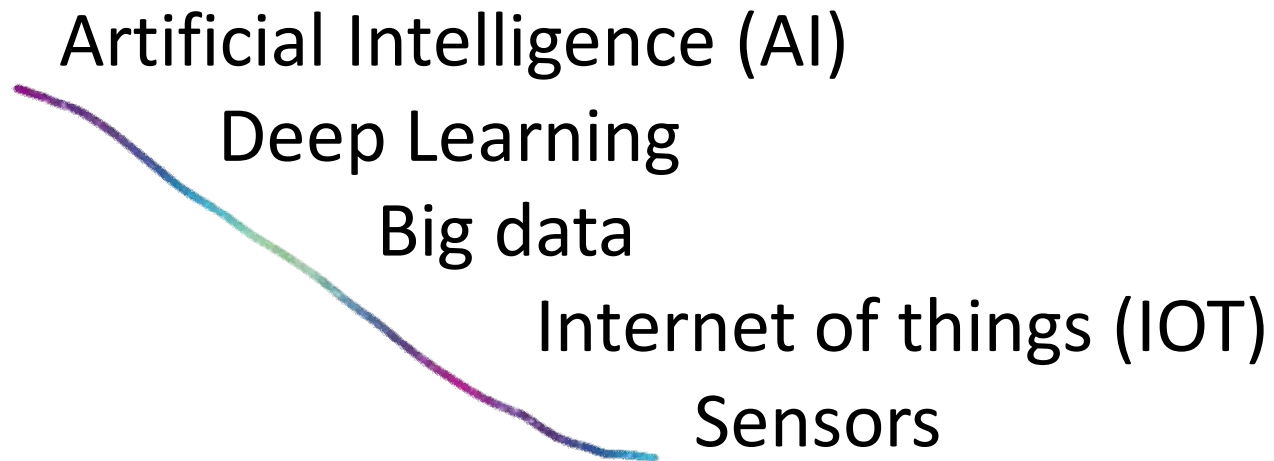 Artificial Intelligence (AI)
Deep Learning
Big data
Internet of things (IOT)
Sensors